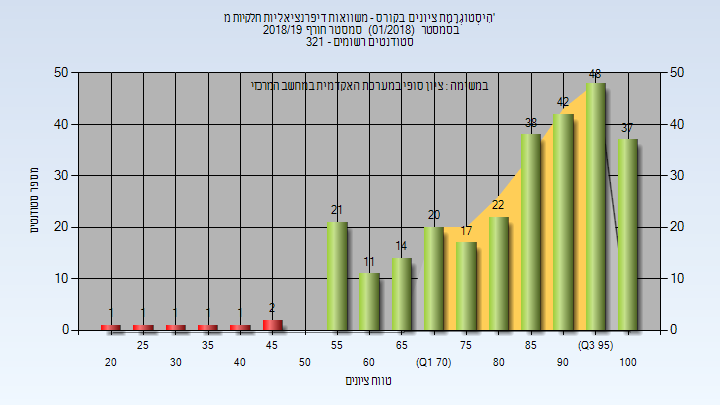 היסטוגרמת ציונים בקורס - משוואות דיפרנציאליות חלקיות מ'
בסמסטר (01/2018) סמסטר חורף 2018/19
סטודנטים רשומים - 321
במשימה : ציון סופי במערכת האקדמית במחשב המרכזי
מספר סטודנטים
50
40
30
20
10
0
50
40
30
20
10
0
1 1 1 1 1 2 21 11 14 20 17 22 38 42 48 37
25 35 45 55 65 75 85 (Q3 95)
20 30 40 50 60 (Q1 70) 80 90 100
טווח ציונים